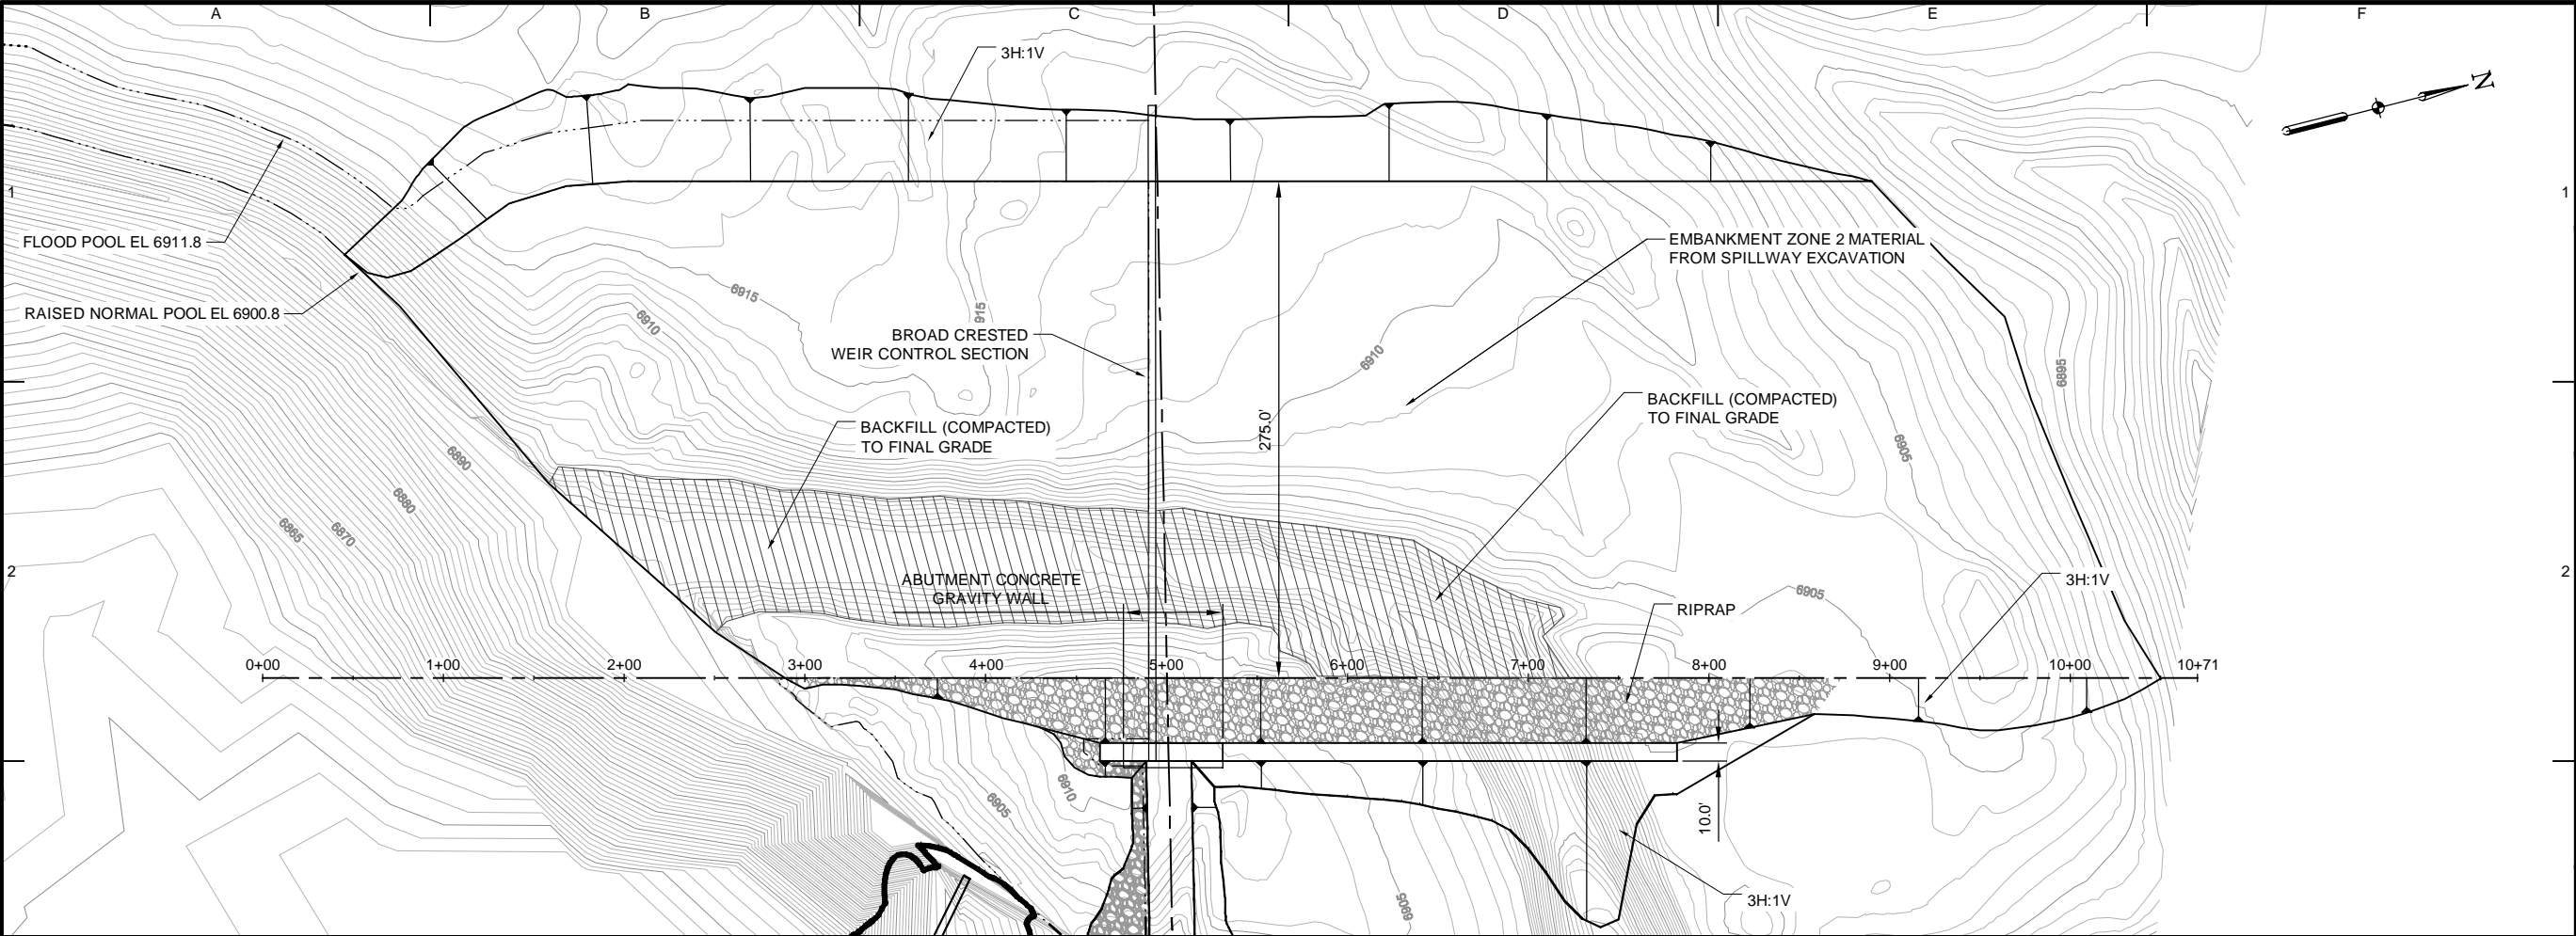 A
B
C
D
E
F
3H:1V
N
1
1
FLOOD POOL EL 6911.8
EMBANKMENT ZONE 2 MATERIAL
FROM SPILLWAY EXCAVATION
6915
915
RAISED NORMAL POOL EL 6900.8
6910
BROAD CRESTED
WEIR CONTROL SECTION
6910
6895
275.0'
BACKFILL (COMPACTED)
TO FINAL GRADE
BACKFILL (COMPACTED)
TO FINAL GRADE
6890
6905
6880
6865
6870
2
2
ABUTMENT CONCRETE
GRAVITY WALL
3H:1V
6905
RIPRAP
0+00
1+00
2+00
3+00
4+00
5+00
6+00
7+00
8+00
9+00
10+00
10+71
6910
6905
10.0'
6905
3H:1V